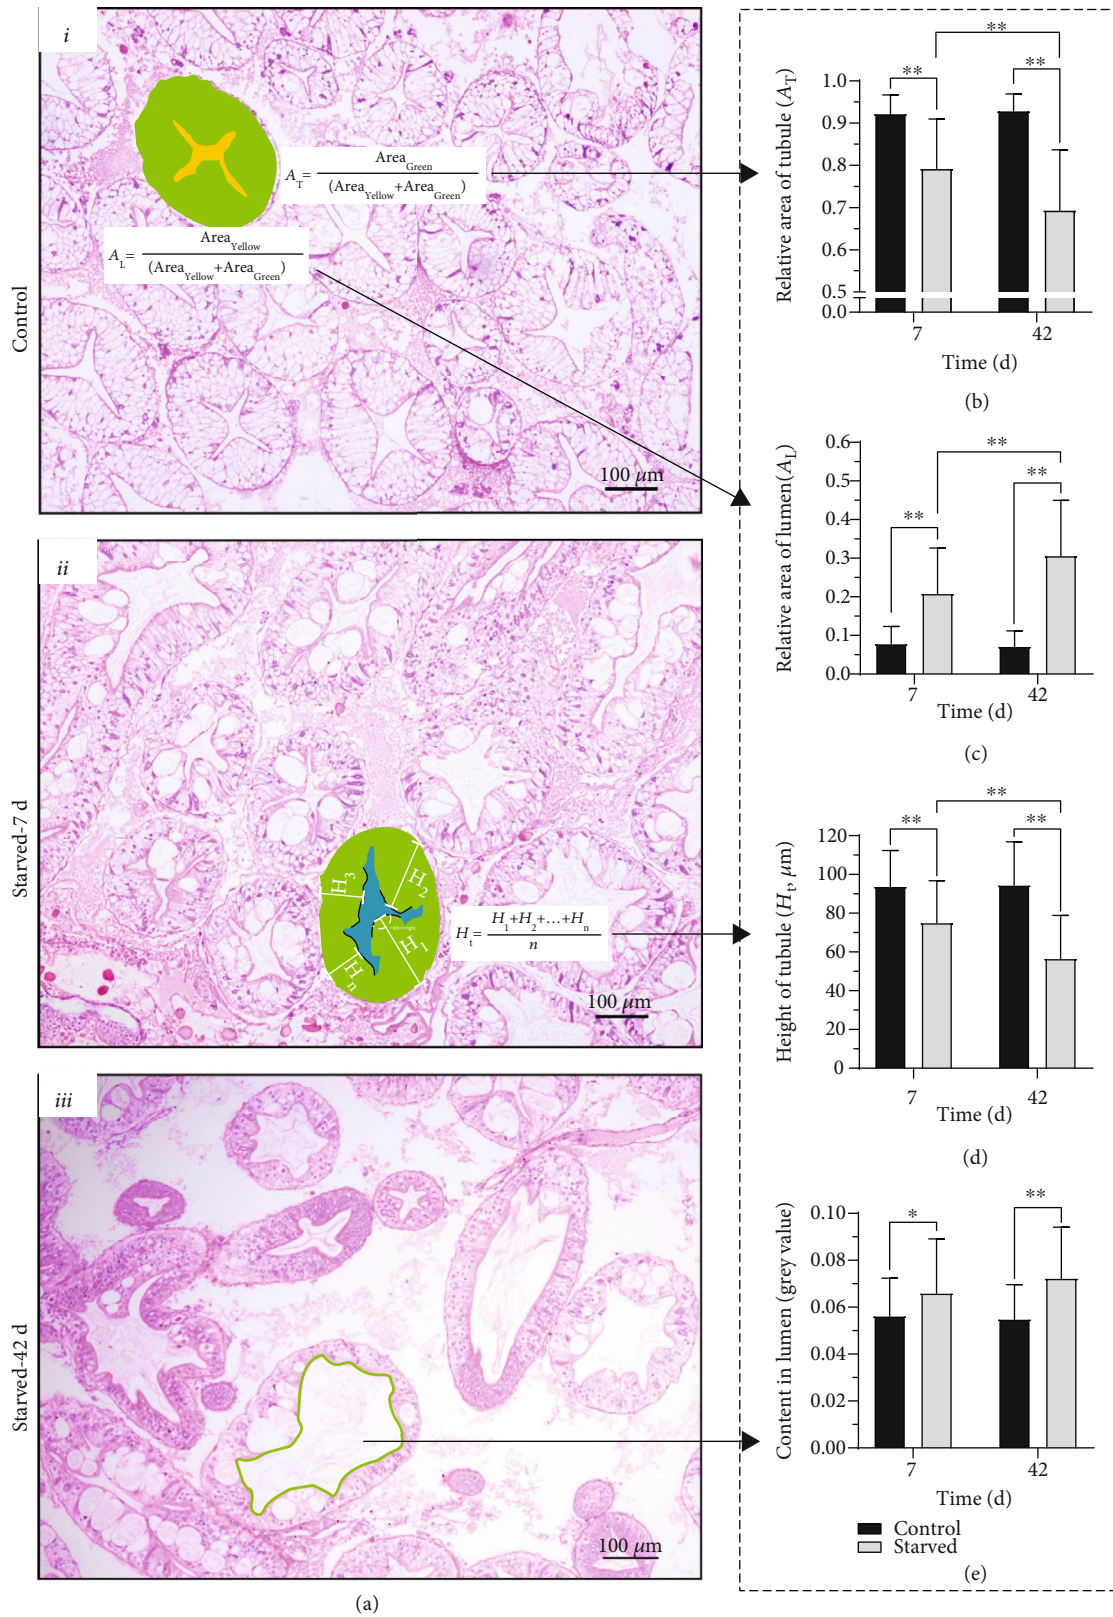 i
Control
A_T = Area_Green / (Area_Yellow+Area_Green)
A_L = Area_Yellow / (Area_Yellow+Area_Green)
100 μm
ii
Starved-7 d
H_3
H_2
H_1
H_n
H_t = H_1+H_2+...+H_n / n
100 μm
iii
Starved-42 d
100 μm
(a)
** ** **
Relative area of tubule (A_T)
1.0
0.9
0.8
0.7
0.6
0.5
0.0
7 42
Time (d)
(b)
** ** **
Relative area of lumen(A_L)
0.6
0.5
0.4
0.3
0.2
0.1
0.0
7 42
Time (d)
(c)
** ** **
Height of tubule (H_t, μm)
120
100
80
60
40
20
0
7 42
Time (d)
(d)
* **
Content in lumen (grey value)
0.10
0.08
0.06
0.04
0.02
0.00
7 42
Time (d)
Control
Starved
(e)